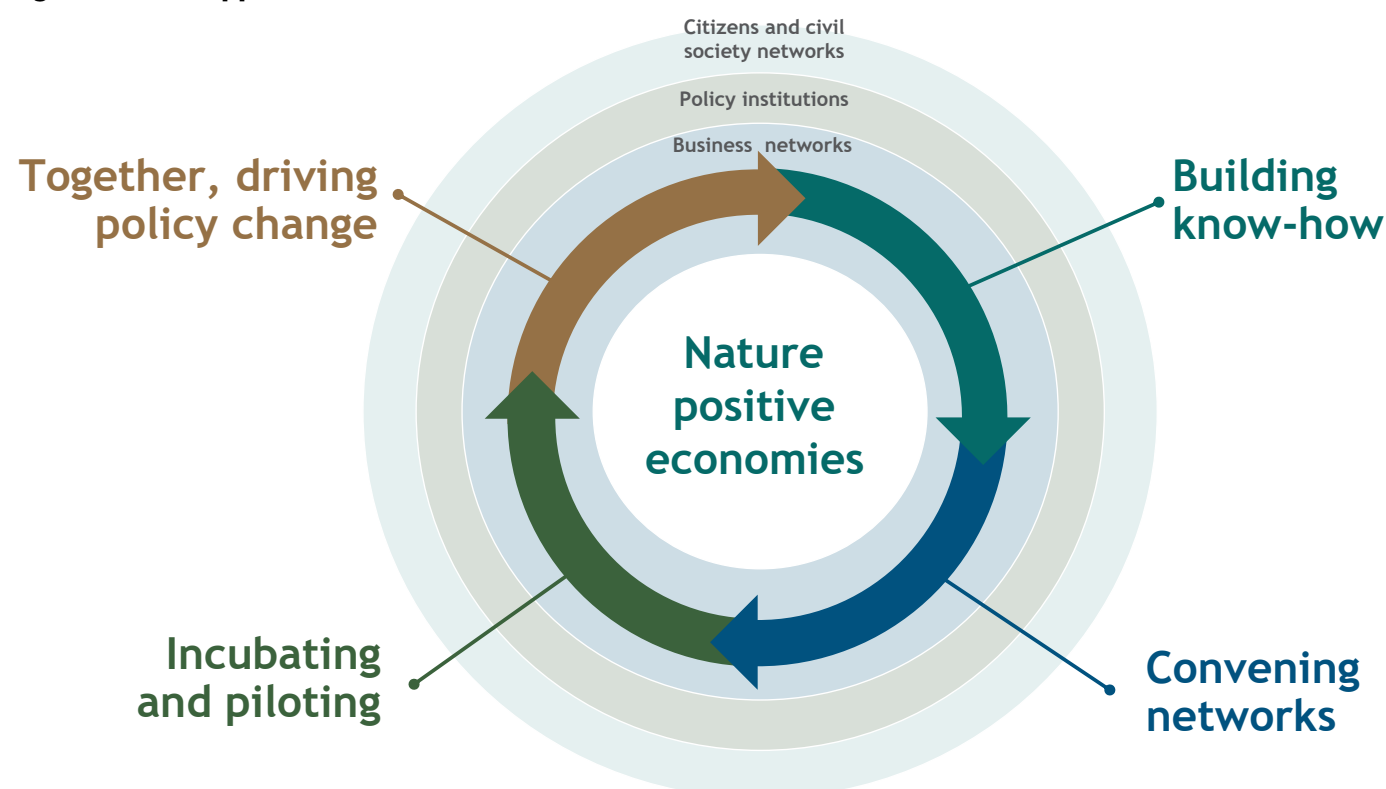 Citizens and civil
society networks
Policy institutions
Business networks
Together, driving
policy change
Building
know-how
Nature
positive
economies
Incubating
and piloting
Convening
networks